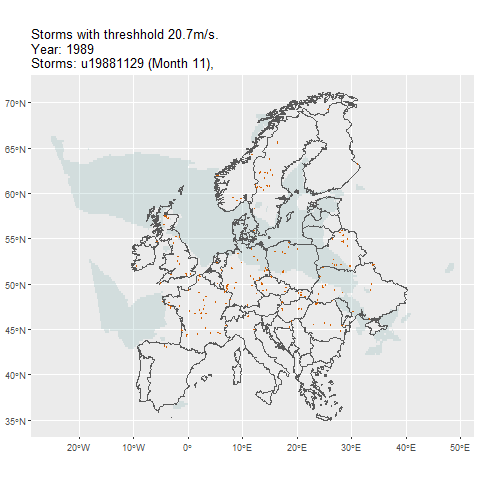 Storms with threshhold 20.7m/s.
Year: 1989
Storms: u19881129 (Month 11),
70°N
65°N
60°N
55°N
50°N
45°N
40°N
35°N
20°W 10°W 0° 10°E 20°E 30°E 40°E 50°E